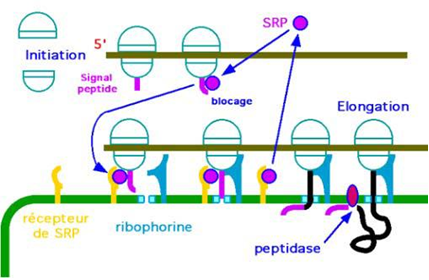 SRP
5'
Initiation
Signal
peptide
blocage
Elongation
récepteur
de SRP
ribophorine
peptidase